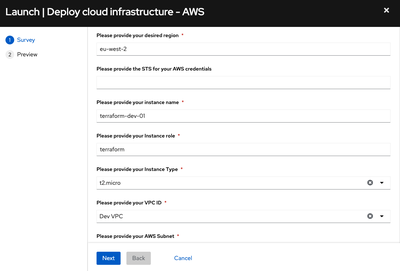 Launch | Deploy cloud infrastructure - AWS
1 Survey
2 Preview
Please provide your desired region *
eu-west-2
Please provide the STS for your AWS credentials
Please provide your instance name *
terraform-dev-01
Please provide your Instance role *
terraform
Please provide your Instance Type *
t2.micro
Please provide your VPC ID *
Dev VPC
Please provide your AWS Subnet *
Next
Back
Cancel